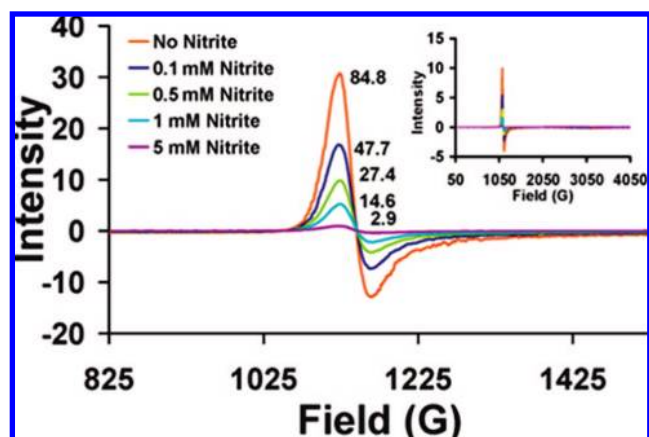 40
30
20
10
0
-10
-20
Intensity
No Nitrite
0.1 mM Nitrite
0.5 mM Nitrite
1 mM Nitrite
5 mM Nitrite
84.8
47.7
27.4
14.6
2.9
825 1025 1225 1425
Field (G)
15
10
5
0
-5
Intensity
50 1050 2050 3050 4050
Field (G)